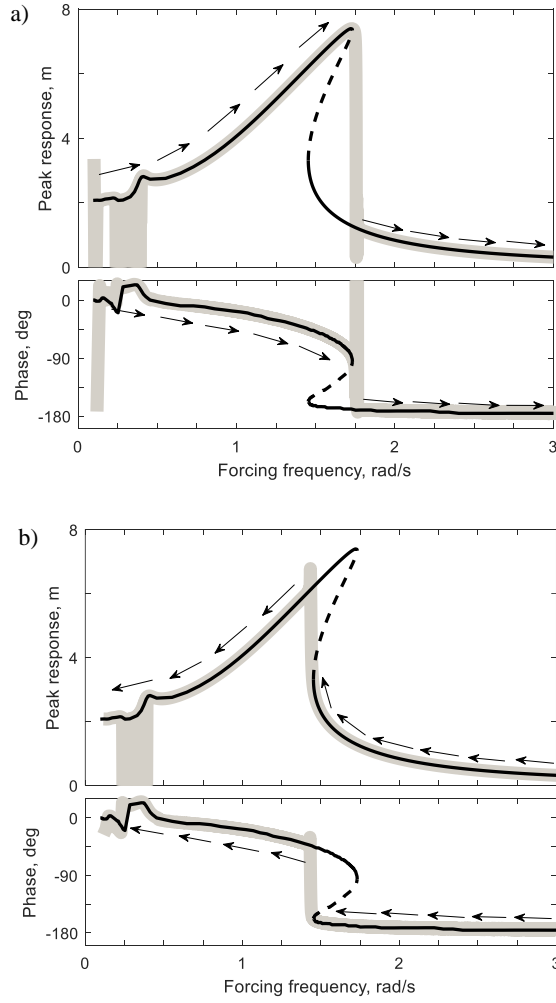 a)
8
4
0
Peak response, m
0
-90
-180
Phase, deg
0 1 2 3
Forcing frequency, rad/s
b)
8
4
0
Peak response, m
0
-90
-180
Phase, deg
0 1 2 3
Forcing frequency, rad/s